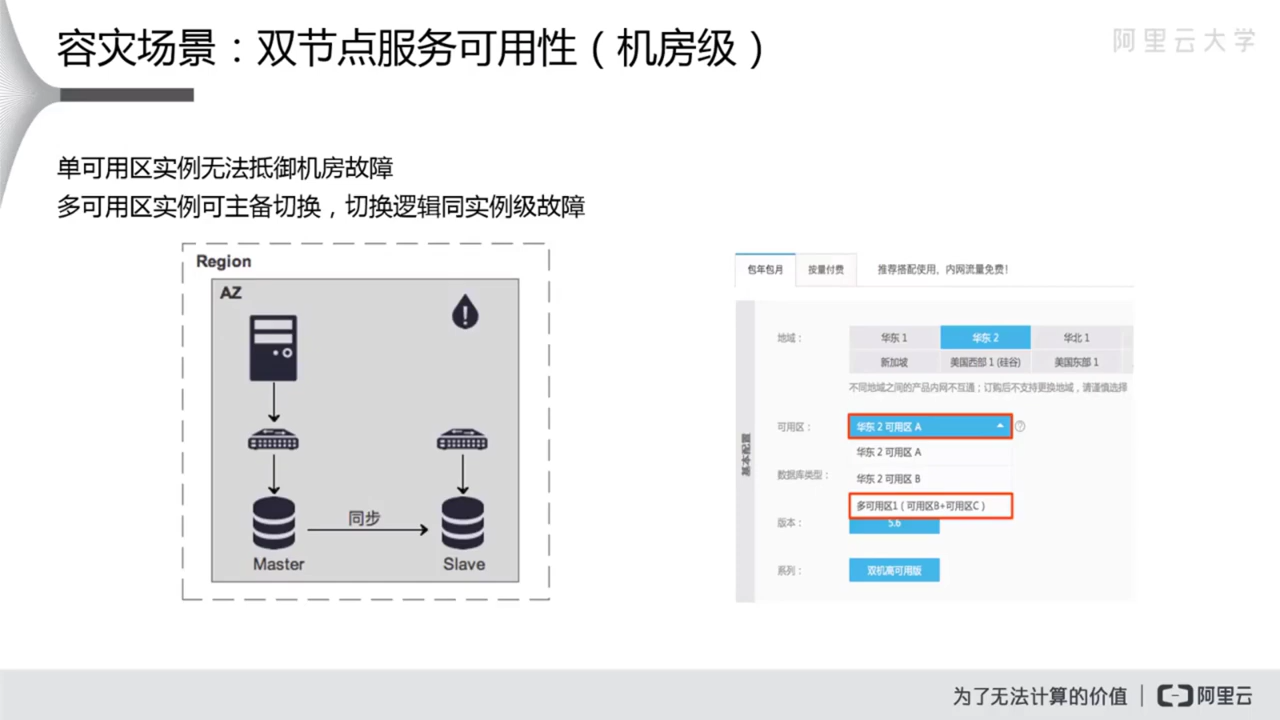 容灾场景：双节点服务可用性（机房级）
阿里云大学
单可用区实例无法抵御机房故障
多可用区实例可主备切换，切换逻辑同实例级故障
Region
AZ
同步
Master
Slave
包年包月
按量付费
推荐搭配使用，内网流量免费！
基本配置
地域：
华东 1
华东 2
华北 1
新加坡
美国西部 1 (硅谷)
美国东部 1
不同地域之间的产品内网不互通；订购后不支持更换地域，请谨慎选择
可用区：
华东 2 可用区 A
华东 2 可用区 A
数据库类型：
华东 2 可用区 B
多可用区1（可用区B+可用区C）
版本：
5.6
系列：
双机高可用版
为了无法计算的价值
阿里云